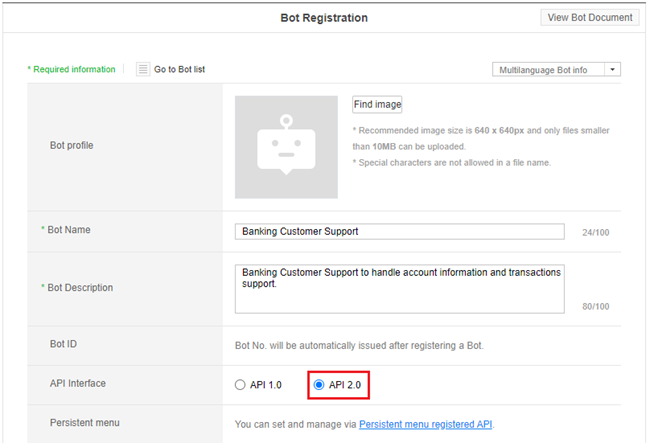 Bot Registration
View Bot Document
* Required information
Go to Bot list
Multilanguage Bot info
Bot profile
Find image
* Recommended image size is 640 x 640px and only files smaller
than 10MB can be uploaded.
* Special characters are not allowed in a file name.
* Bot Name
Banking Customer Support
24/100
* Bot Description
Banking Customer Support to handle account information and transactions
support.
80/100
Bot ID
Bot No. will be automatically issued after registering a Bot.
API Interface
API 1.0
API 2.0
Persistent menu
You can set and manage via Persistent menu registered API.